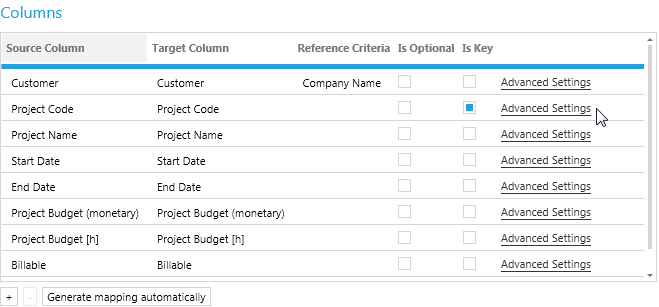 Columns
Source Column Target Column Reference Criteria Is Optional Is Key
Customer Customer Company Name Advanced Settings
Project Code Project Code Advanced Settings
Project Name Project Name Advanced Settings
Start Date Start Date Advanced Settings
End Date End Date Advanced Settings
Project Budget (monetary) Project Budget (monetary) Advanced Settings
Project Budget [h] Project Budget [h] Advanced Settings
Billable Billable Advanced Settings
+ - Generate mapping automatically